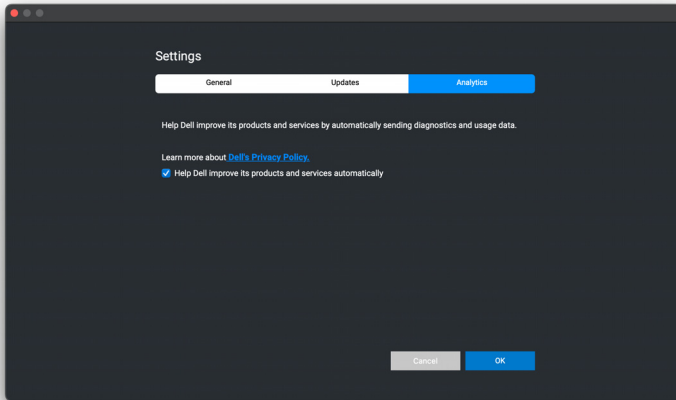 Settings
General Updates Analytics
Help Dell improve its products and services by automatically sending diagnostics and usage data.
Learn more about Dell's Privacy Policy.
Help Dell improve its products and services automatically
Cancel OK